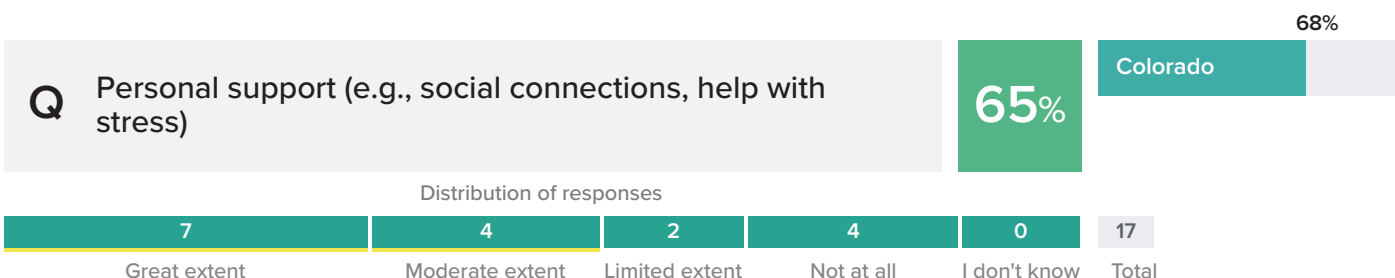 68%
Q Personal support (e.g., social connections, help with
stress)
65%
Colorado
Distribution of responses
7 4 2 4 0 17
Great extent Moderate extent Limited extent Not at all I don't know Total